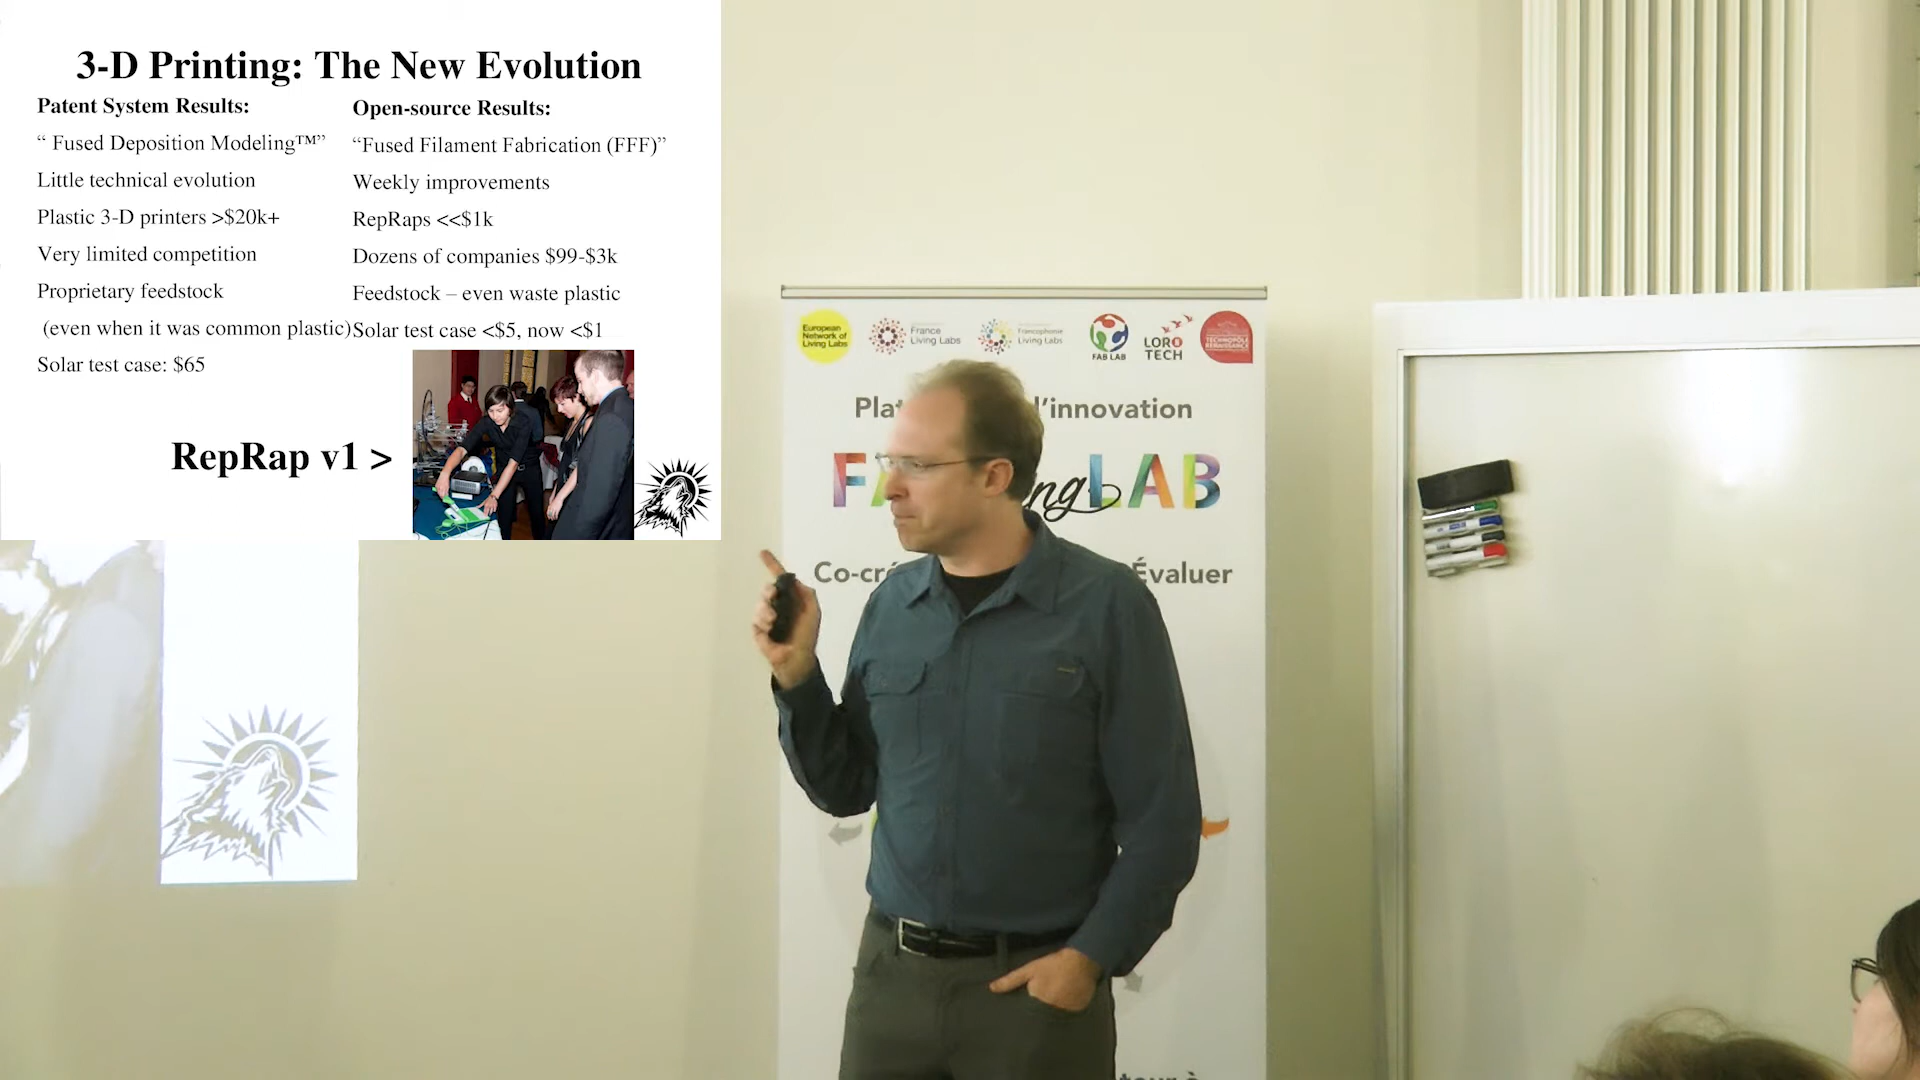 3-D Printing: The New Evolution
Patent System Results:
“ Fused Deposition Modeling™”
Little technical evolution
Plastic 3-D printers >$20k+
Very limited competition
Proprietary feedstock
(even when it was common plastic)
Solar test case: $65
Open-source Results:
“Fused Filament Fabrication (FFF)”
Weekly improvements
RepRaps <<$1k
Dozens of companies $99-$3k
Feedstock – even waste plastic
Solar test case <$5, now <$1
RepRap v1 >
European
Network of
Living Labs
France
Living Labs
Francophonie
Living Labs
FAB LAB
LOR
TECH
TECHNOPÔLE
RENAISSANCE
l'innovation
LAB
Évaluer